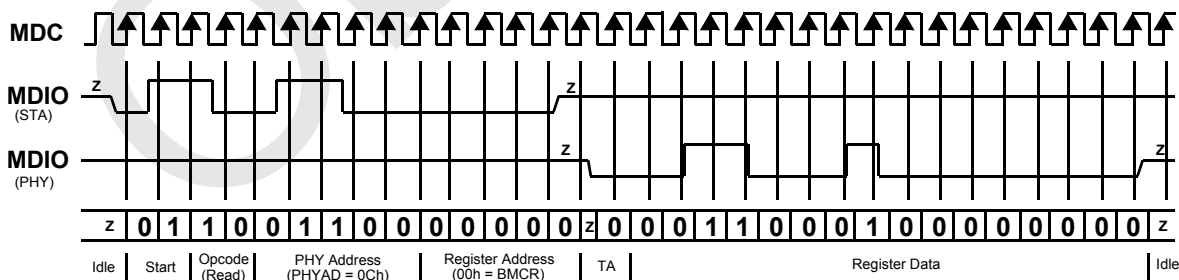 MDC
z
MDIO
(STA)
z
MDIO
(PHY)
z
z
z 0 1 1 0 0 1 1 0 0 0 0 0 0 0 z 0 0 0 1 1 0 0 0 1 0 0 0 0 0 0 0 0 z
Idle Start Opcode (Read) PHY Address (PHYAD = 0Ch) Register Address (00h = BMCR) TA Register Data Idle